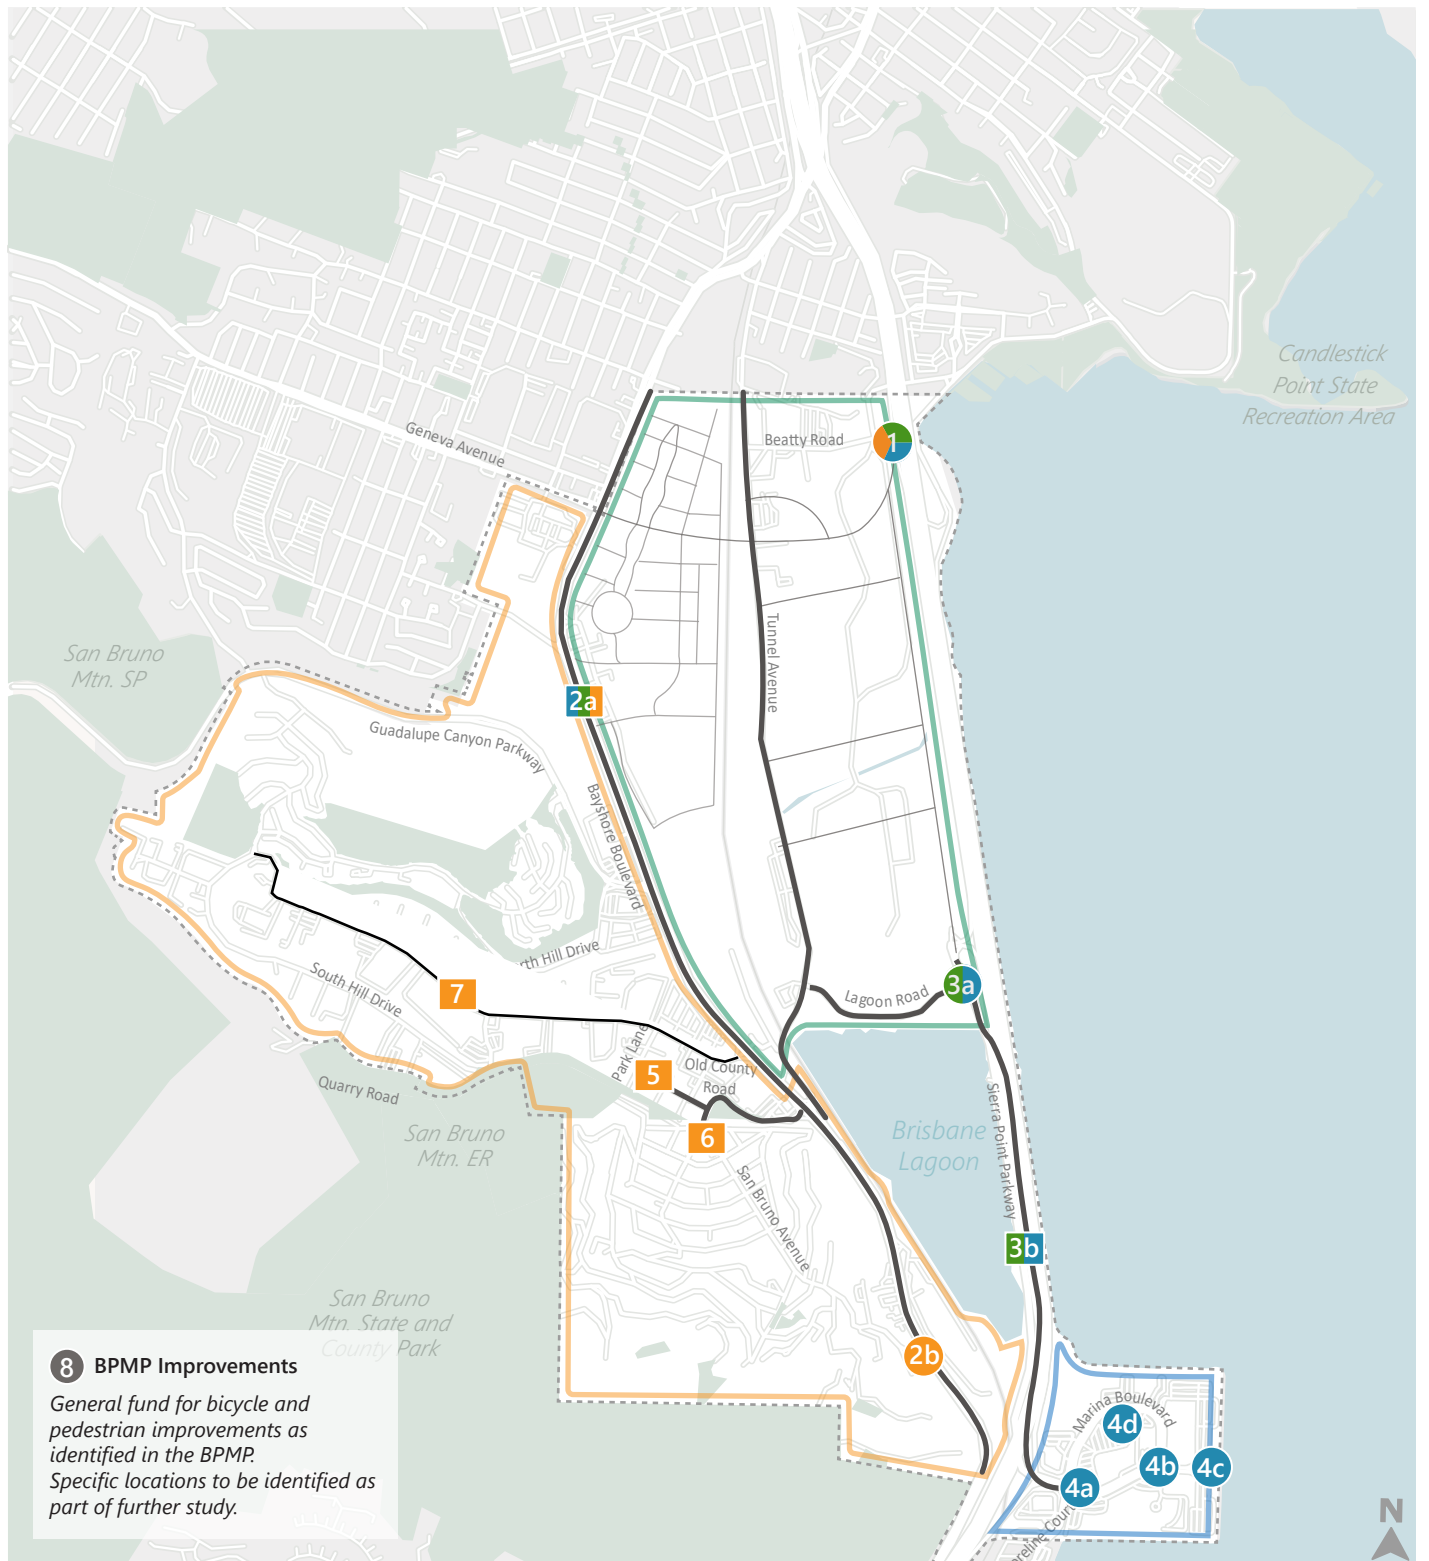 Candlestick
Point State
Recreation Area
Geneva Avenue
Beatty Road
1
Tunnel Avenue
San Bruno
Mtn. SP
2a
Guadalupe Canyon Parkway
Bayshore Boulevard
th Hill Drive
South Hill Drive
7
Lagoon Road
3a
Park Lane
5
Old County
Road
Quarry Road
6
San Bruno
Mtn. ER
Brisbane
Lagoon
Sierra Point Parkway
San Bruno Avenue
3b
San Bruno
Mtn. State and
County Park
2b
8 BPMP Improvements
General fund for bicycle and
pedestrian improvements as
identified in the BPMP.
Specific locations to be identified as
part of further study.
Marina Boulevard
4d
4b
4c
4a
reline Court
N